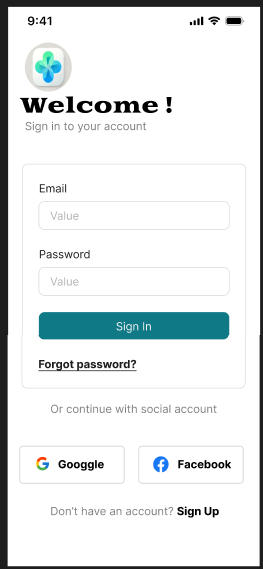 9:41
Welcome!
Sign in to your account
Email
Value
Password
Value
Sign In
Forgot password?
Or continue with social account
Googgle
Facebook
Don't have an account? Sign Up